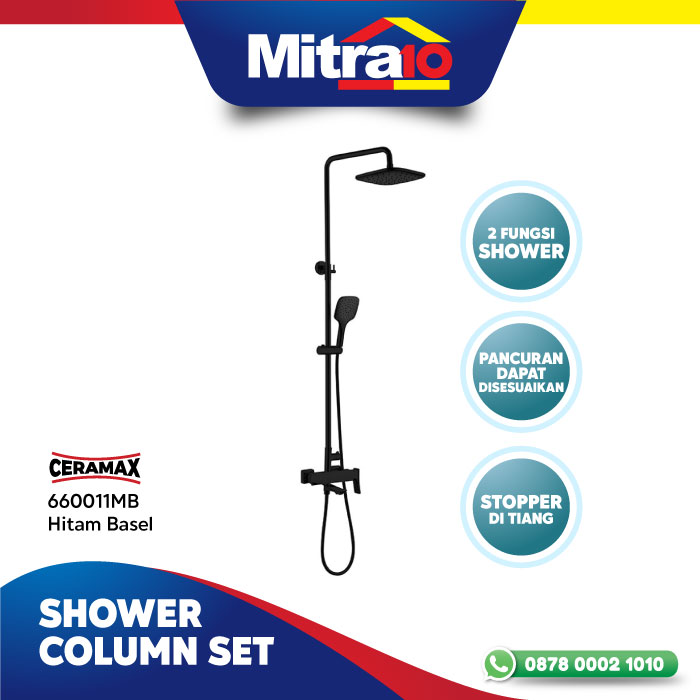 Mitra10
2 FUNGSI
SHOWER
PANCURAN
DAPAT
DISESUAIKAN
CERAMAX
660011MB
Hitam Basel
STOPPER
DI TIANG
SHOWER
COLUMN SET
0878 0002 1010